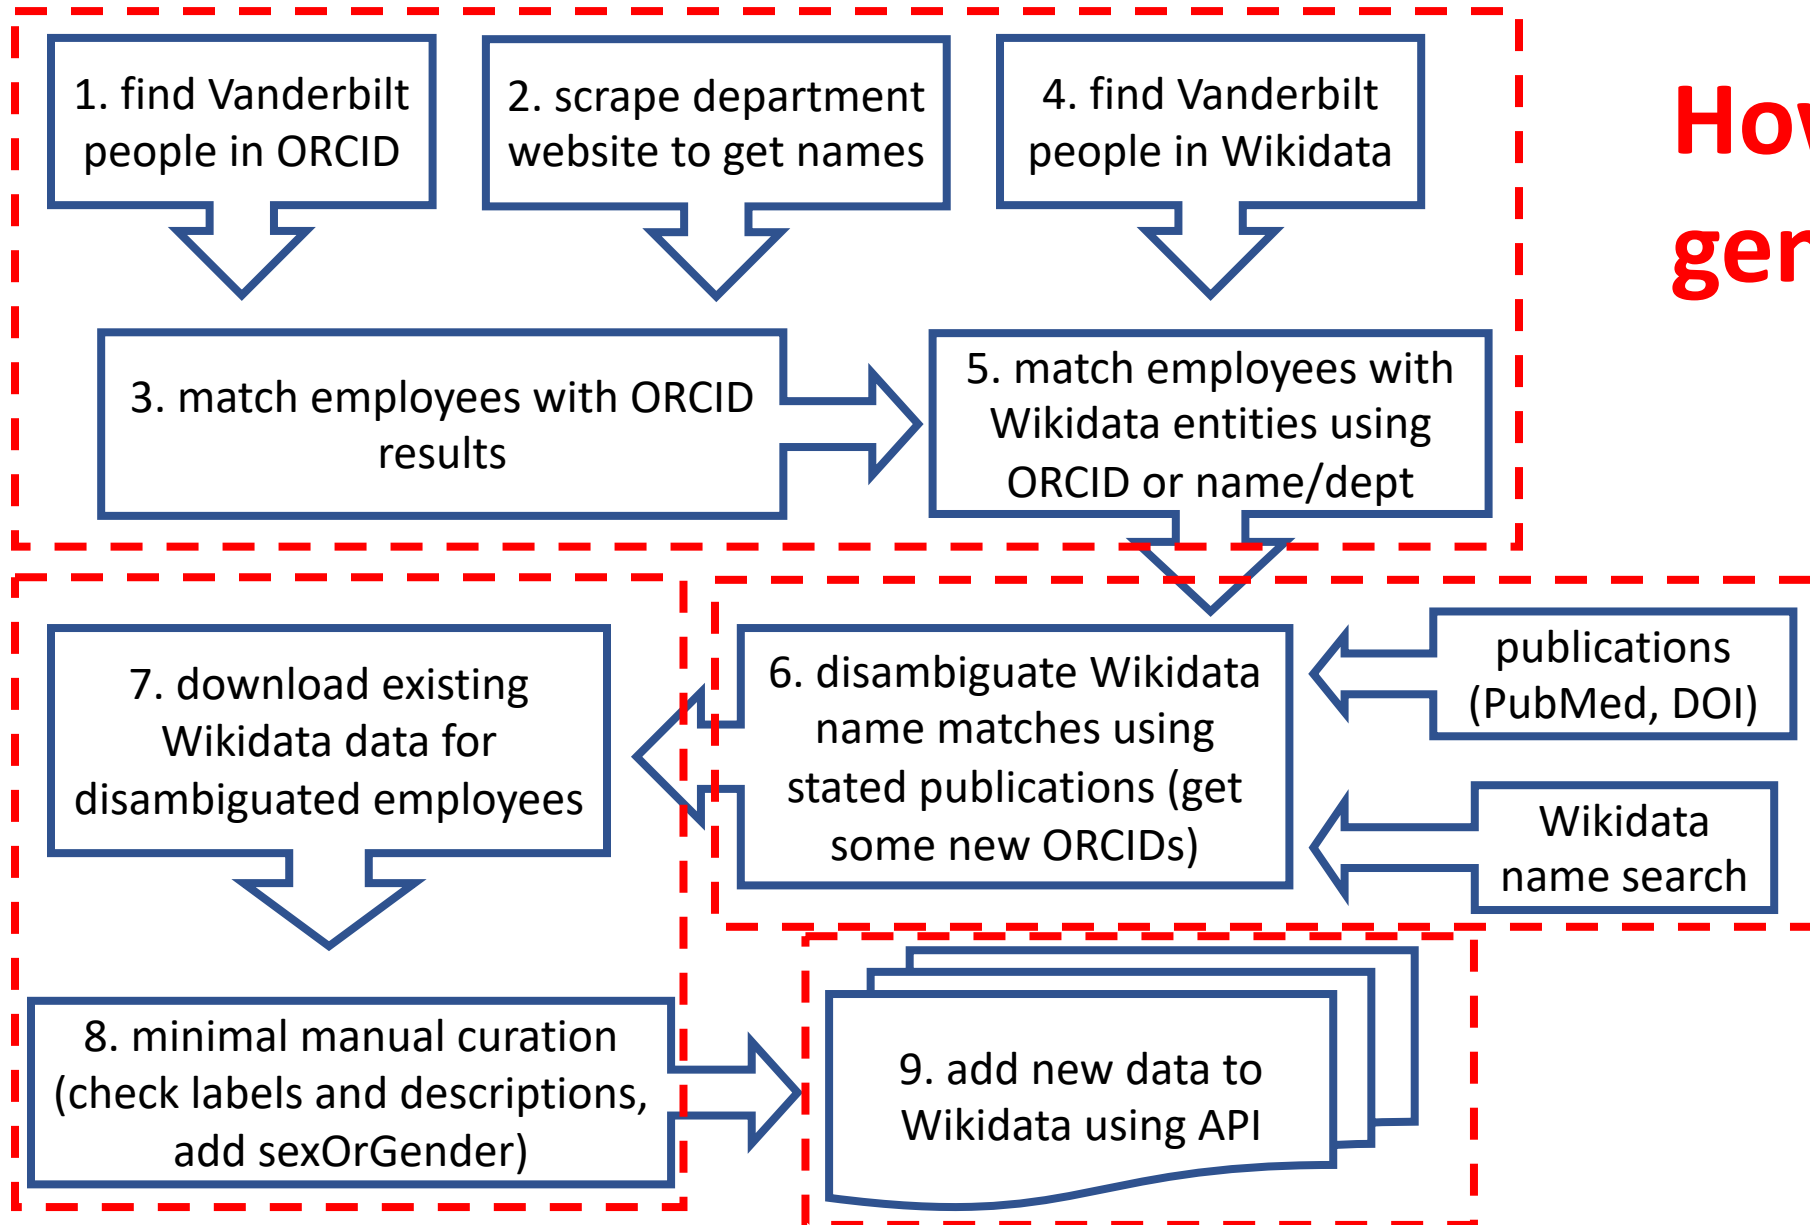 1. find Vanderbilt
people in ORCID
2. scrape department
website to get names
4. find Vanderbilt
people in Wikidata
3. match employees with ORCID
results
5. match employees with
Wikidata entities using
ORCID or name/dept
7. download existing
Wikidata data for
disambiguated employees
6. disambiguate Wikidata
name matches using
stated publications (get
some new ORCIDs)
publications
(PubMed, DOI)
Wikidata
name search
8. minimal manual curation
(check labels and descriptions,
add sexOrGender)
9. add new data to
Wikidata using API